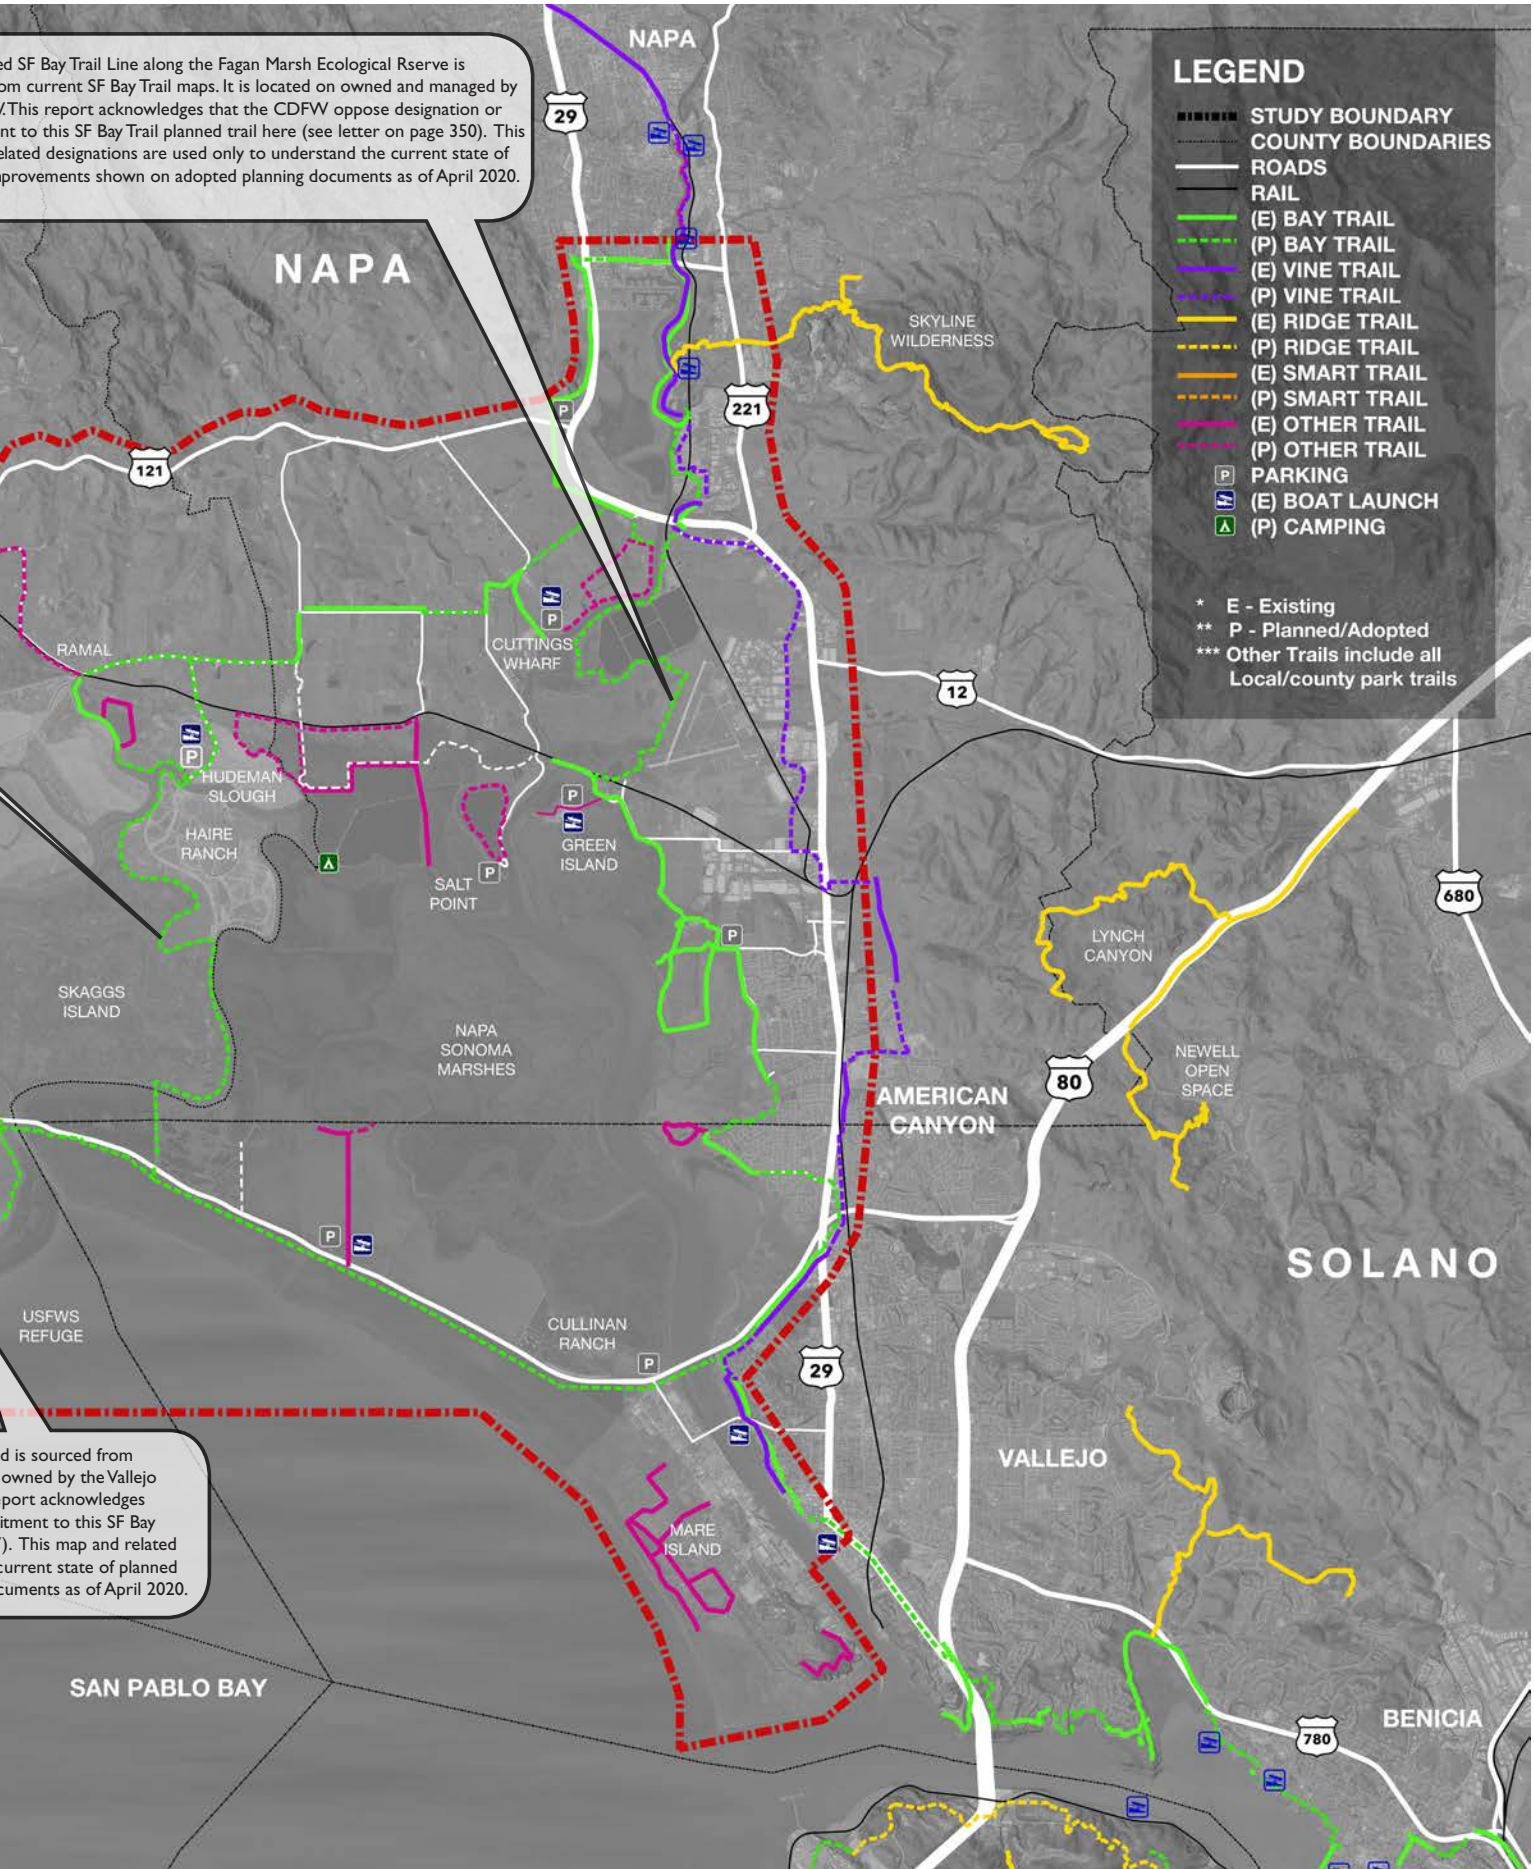 ed SF Bay Trail Line along the Fagan Marsh Ecological Rserve is
om current SF Bay Trail maps. It is located on owned and managed by
. This report acknowledges that the CDFW oppose designation or
nt to this SF Bay Trail planned trail here (see letter on page 350). This
elated designations are used only to understand the current state of
mprovements shown on adopted planning documents as of April 2020.
NAPA
29
LEGEND
STUDY BOUNDARY
COUNTY BOUNDARIES
ROADS
RAIL
(E) BAY TRAIL
(P) BAY TRAIL
(E) VINE TRAIL
(P) VINE TRAIL
(E) RIDGE TRAIL
(P) RIDGE TRAIL
(E) SMART TRAIL
(P) SMART TRAIL
(E) OTHER TRAIL
(P) OTHER TRAIL
P PARKING
(E) BOAT LAUNCH
(P) CAMPING
* E - Existing
** P - Planned/Adopted
*** Other Trails include all
Local/county park trails
NAPA
SKYLINE
WILDERNESS
P
221
121
P
CUTTINGS
WHARF
RAMAL
12
P
HUDEMAN
SLOUGH
HAIRE
RANCH
P
GREEN
ISLAND
P
SALT
POINT
680
P
LYNCH
CANYON
SKAGGS
ISLAND
NAPA
SONOMA
MARSHES
80
NEWELL
OPEN
SPACE
AMERICAN
CANYON
P
SOLANO
USFWS
REFUGE
CULLINAN
RANCH
P
29
d is sourced from
owned by the Vallejo
eport acknowledges
itment to this SF Bay
). This map and related
current state of planned
cuments as of April 2020.
VALLEJO
MARE
ISLAND
SAN PABLO BAY
BENICIA
780